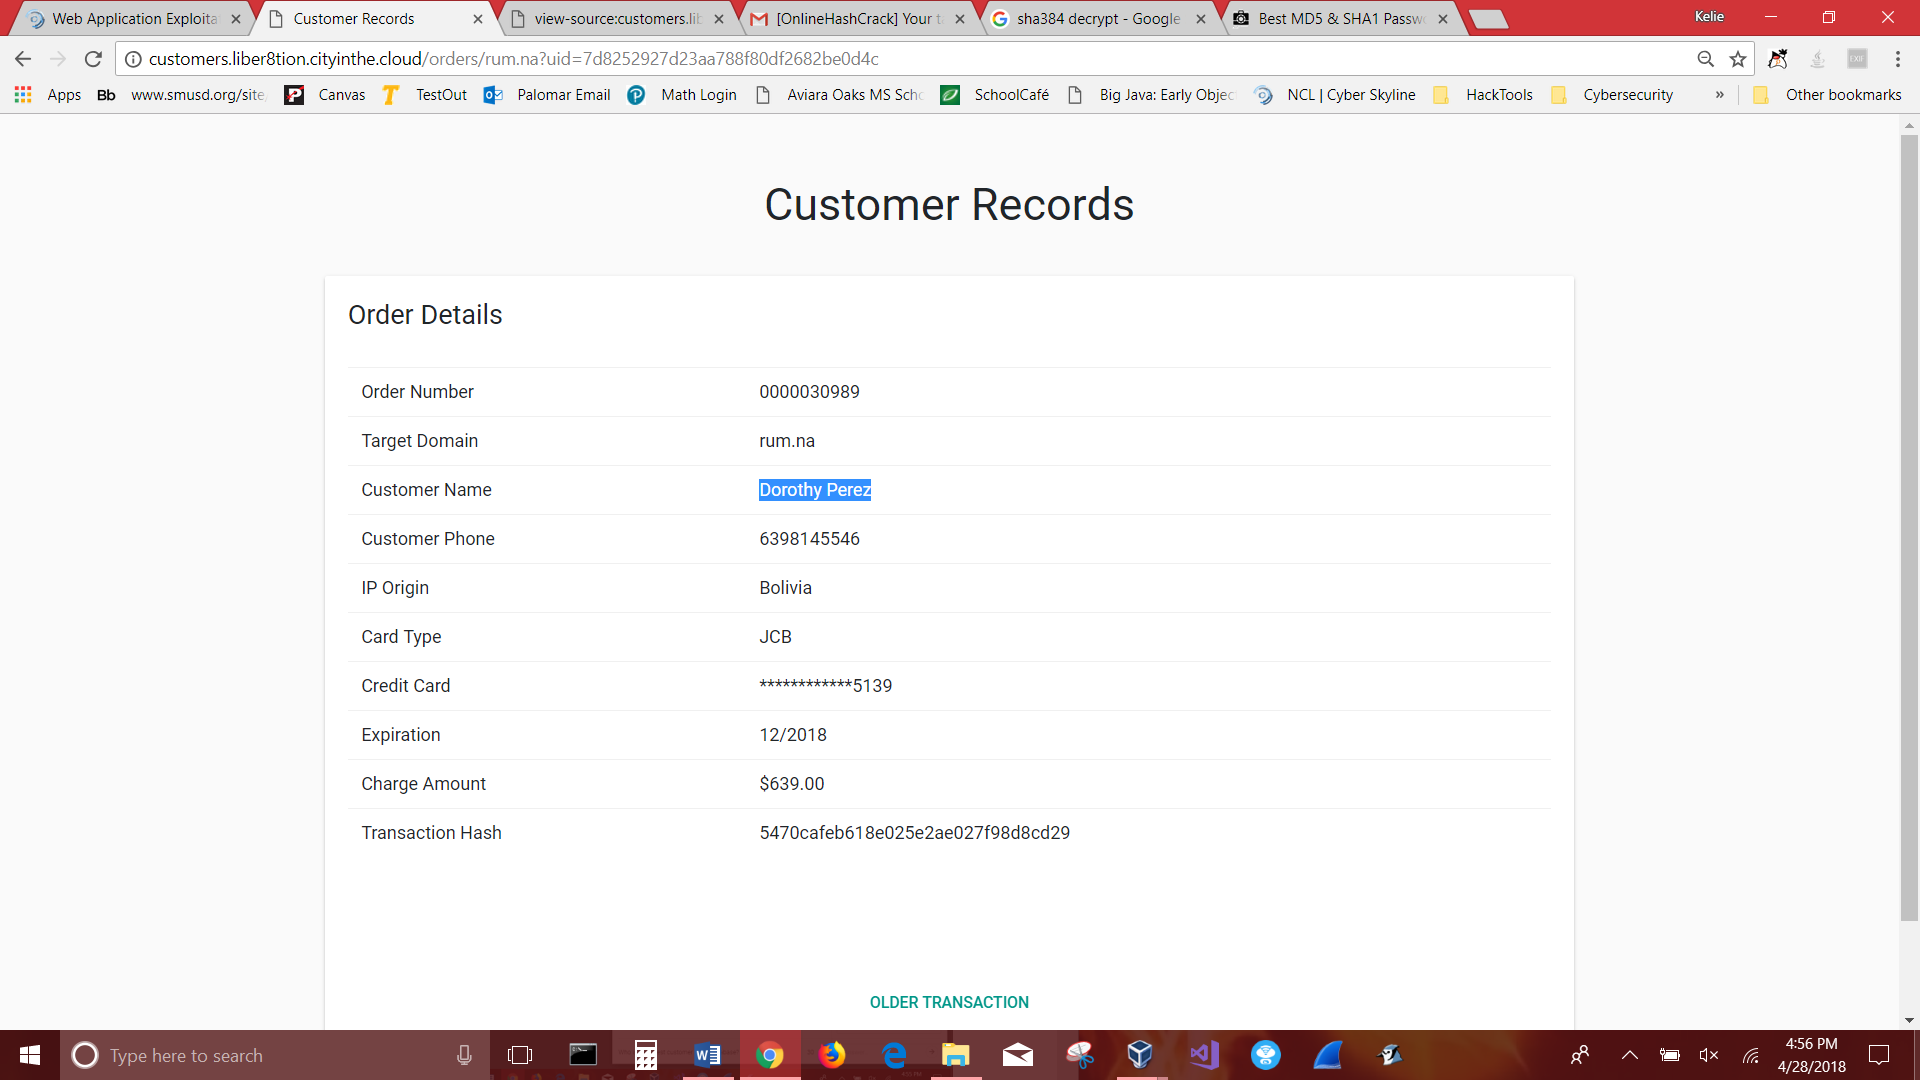 Web Application Exploita
Customer Records
view-source:customers.lib
[OnlineHashCrack] Your t
sha384 decrypt - Google
Best MD5 & SHA1 Passw
Kelie
customers.liber8tion.cityinthe.cloud/orders/rum.na?uid=7d8252927d23aa788f80df2682be0d4c
Apps
Bb www.smusd.org/site
Canvas
TestOut
Palomar Email
Math Login
Aviara Oaks MS Scho
SchoolCafé
Big Java: Early Objec
NCL | Cyber Skyline
HackTools
Cybersecurity
»
Other bookmarks
Customer Records
Order Details
Order Number 0000030989
Target Domain rum.na
Customer Name Dorothy Perez
Customer Phone 6398145546
IP Origin Bolivia
Card Type JCB
Credit Card ************5139
Expiration 12/2018
Charge Amount $639.00
Transaction Hash 5470cafeb618e025e2ae027f98d8cd29
OLDER TRANSACTION
Type here to search
4:56 PM
4/28/2018